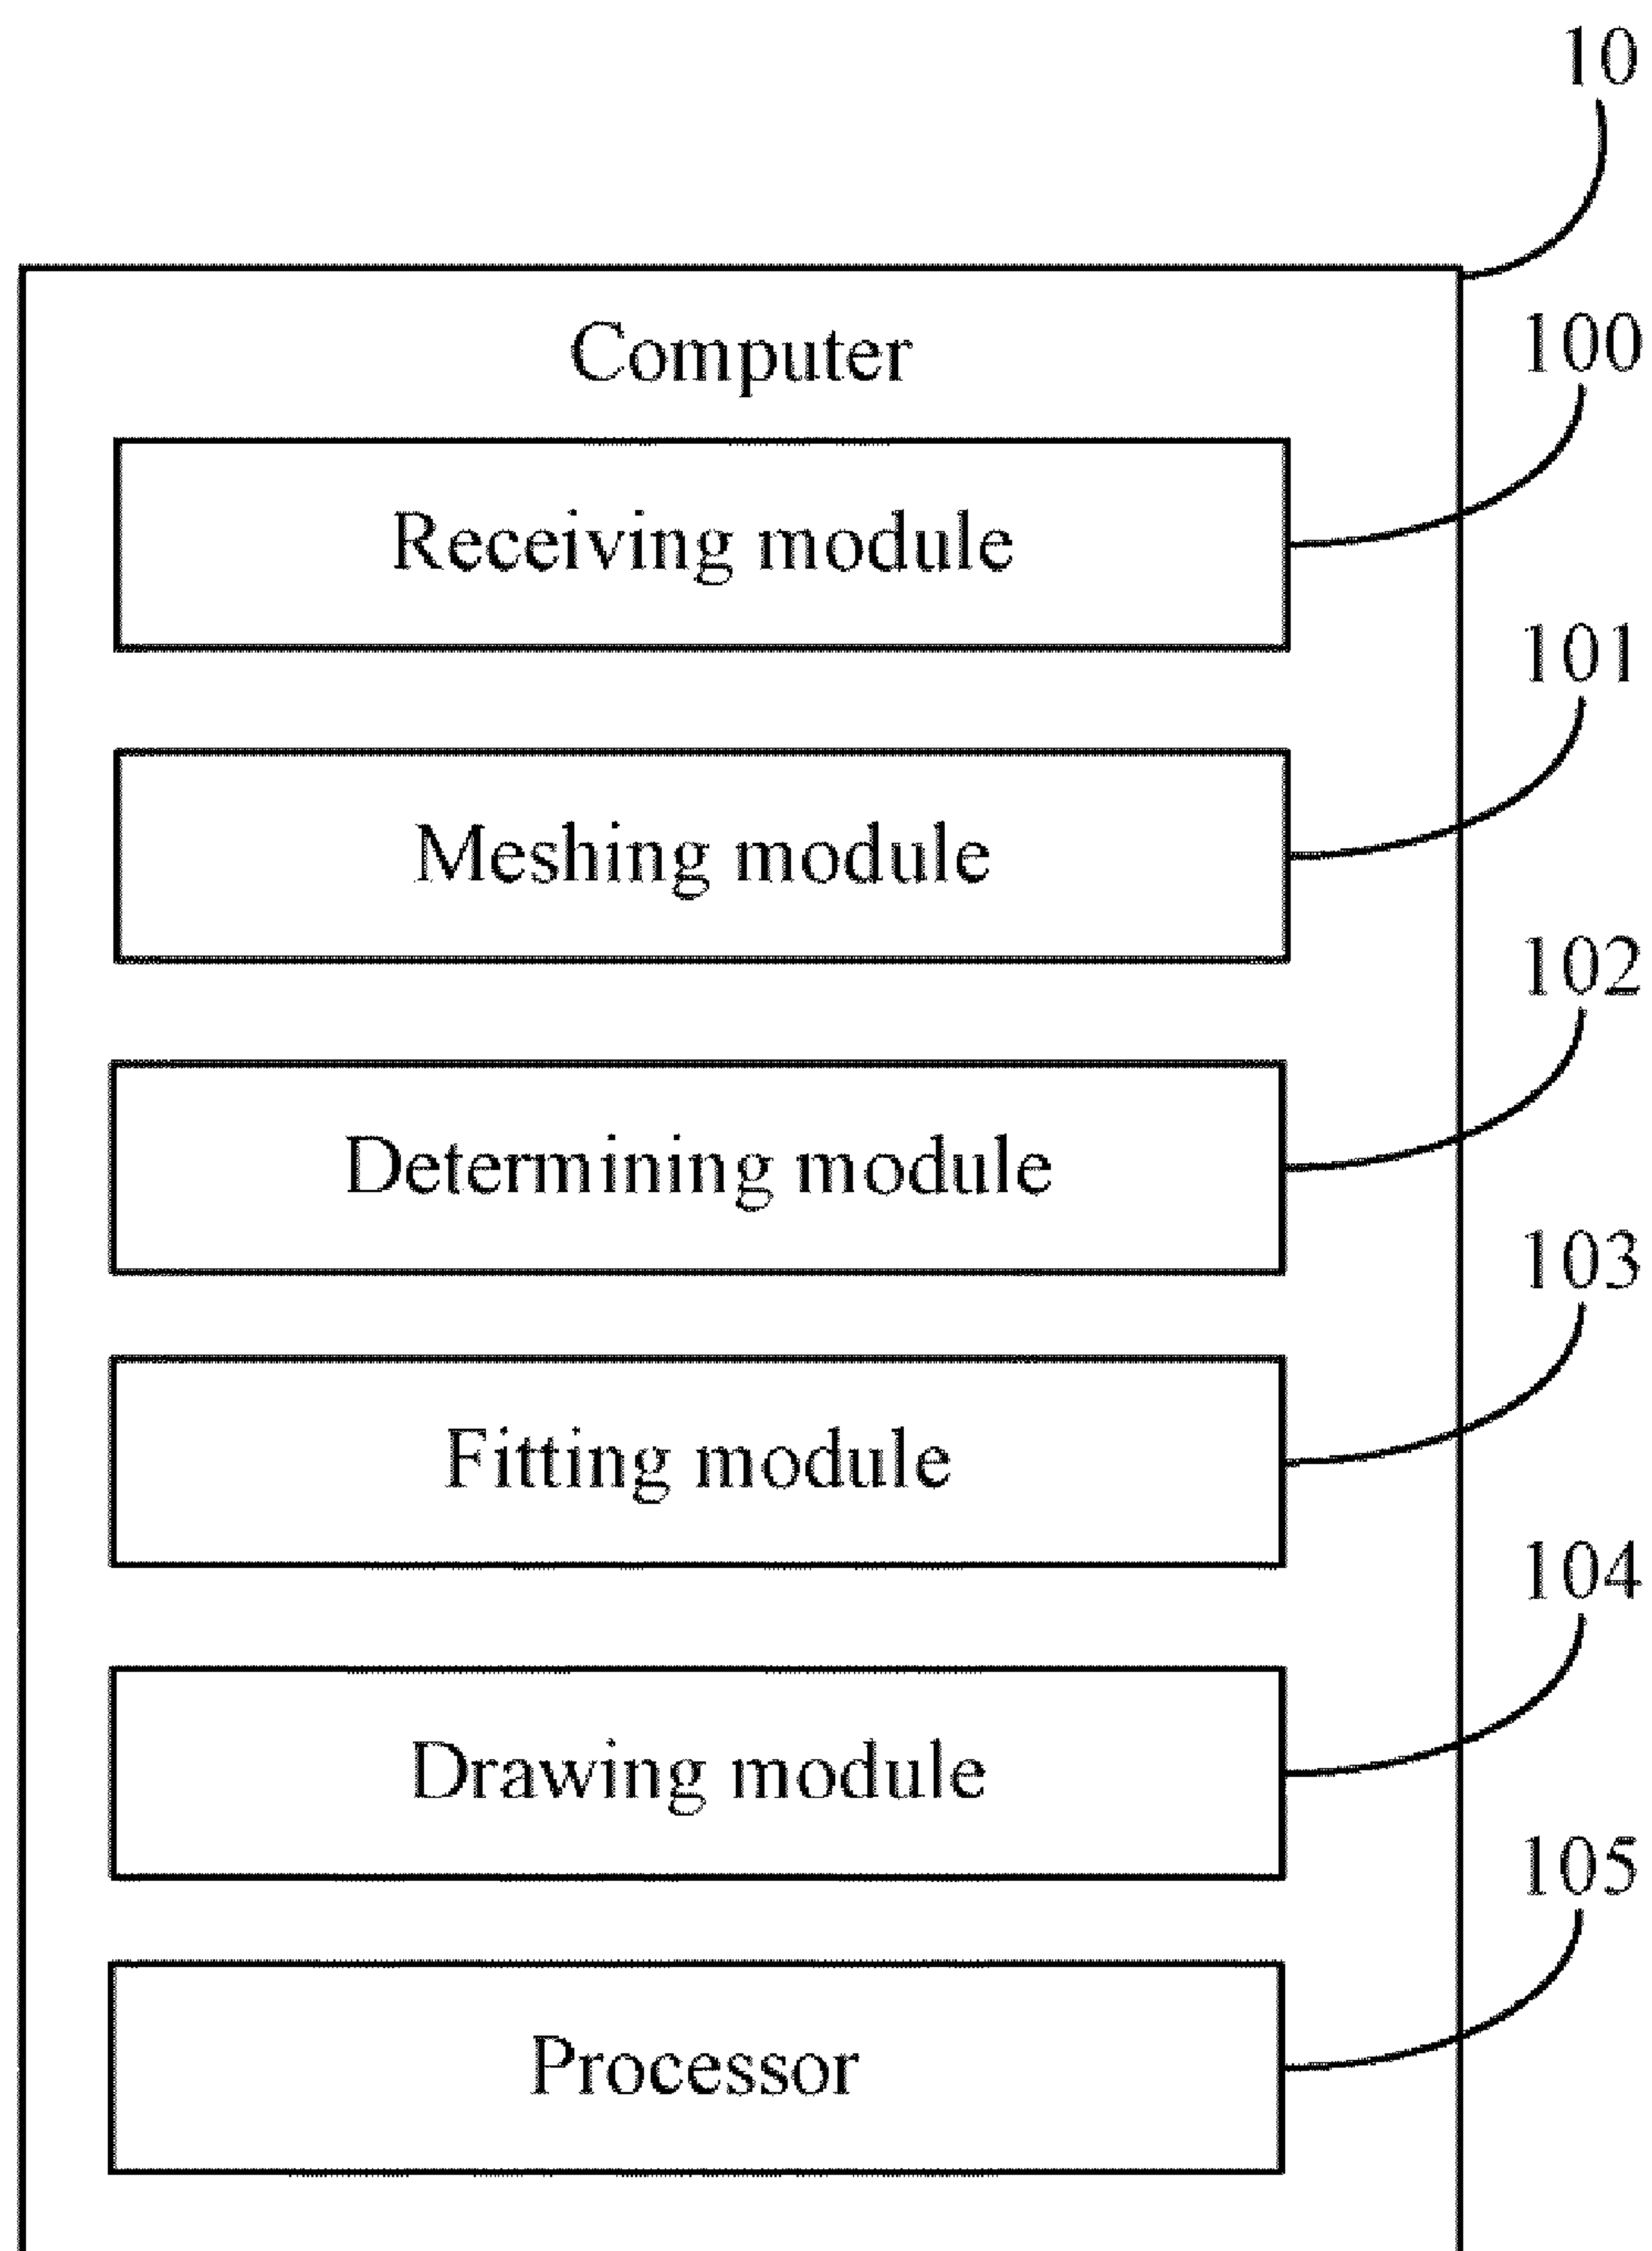 10
Computer
100
Receiving module
101
Meshing module
102
Determining module
103
Fitting module
104
Drawing module
105
Processor